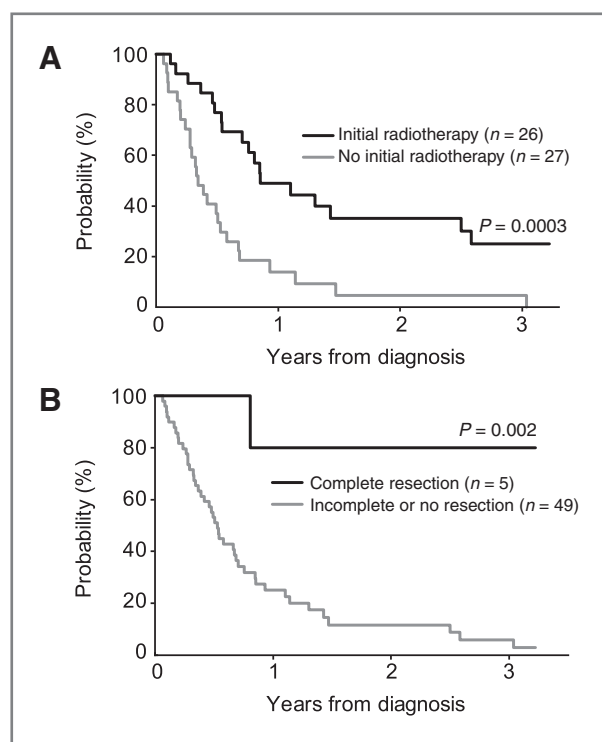 A
100
80
60
40
20
0
Probability (%)
Initial radiotherapy (n = 26)
No initial radiotherapy (n = 27)
P = 0.0003
0 1 2 3
Years from diagnosis
B
100
80
60
40
20
0
Probability (%)
P = 0.002
Complete resection (n = 5)
Incomplete or no resection (n = 49)
0 1 2 3
Years from diagnosis